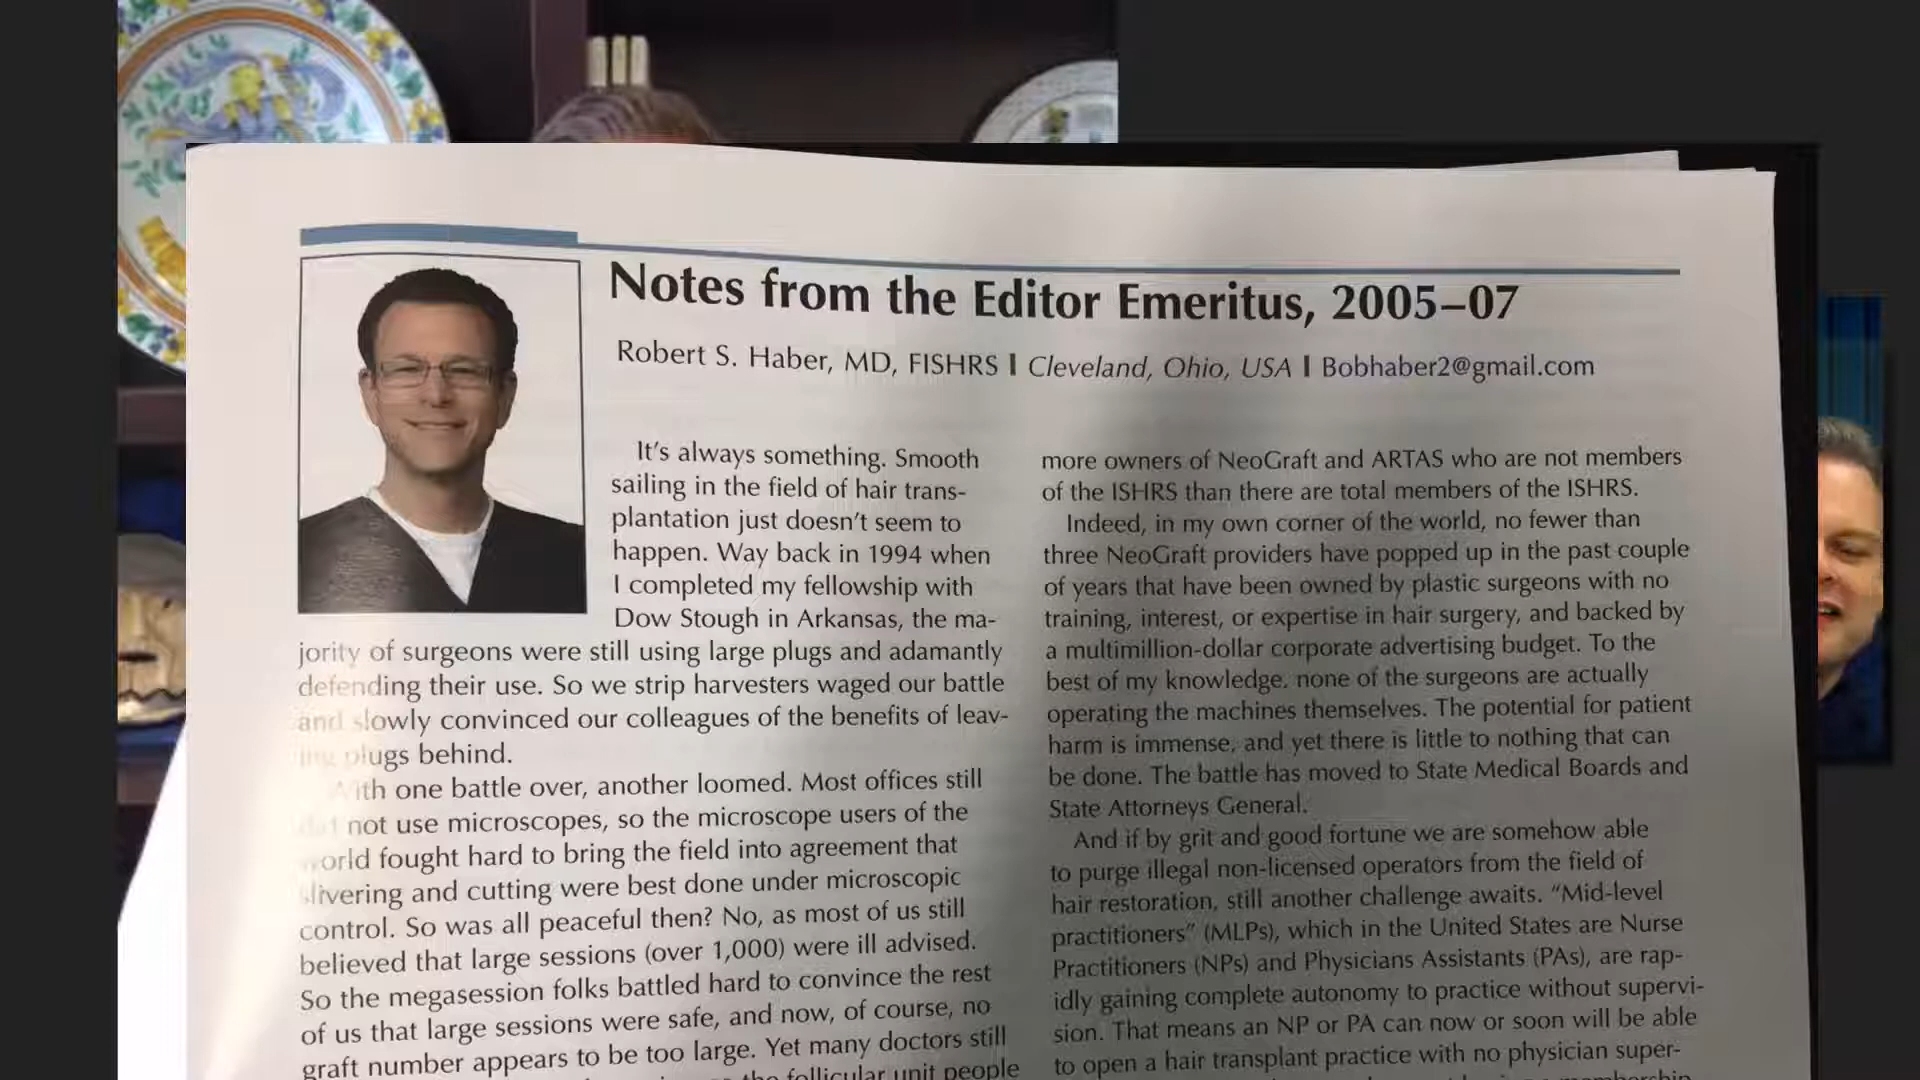 Notes from the Editor Emeritus, 2005–07
Robert S. Haber, MD, FISHRS | Cleveland, Ohio, USA | Bobhaber2@gmail.com
It's always something. Smooth
sailing in the field of hair trans-
plantation just doesn't seem to
happen. Way back in 1994 when
I completed my fellowship with
Dow Stough in Arkansas, the ma-
jority of surgeons were still using large plugs and adamantly
defending their use. So we strip harvesters waged our battle
and slowly convinced our colleagues of the benefits of leav-
ing plugs behind.
With one battle over, another loomed. Most offices still
did not use microscopes, so the microscope users of the
world fought hard to bring the field into agreement that
slivering and cutting were best done under microscopic
control. So was all peaceful then? No, as most of us still
believed that large sessions (over 1,000) were ill advised.
So the megasession folks battled hard to convince the rest
of us that large sessions were safe, and now, of course, no
graft number appears to be too large. Yet many doctors still
the follicular unit people
more owners of NeoGraft and ARTAS who are not members
of the ISHRS than there are total members of the ISHRS.
Indeed, in my own corner of the world, no fewer than
three NeoGraft providers have popped up in the past couple
of years that have been owned by plastic surgeons with no
training, interest, or expertise in hair surgery, and backed by
a multimillion-dollar corporate advertising budget. To the
best of my knowledge, none of the surgeons are actually
operating the machines themselves. The potential for patient
harm is immense, and yet there is little to nothing that can
be done. The battle has moved to State Medical Boards and
State Attorneys General.
And if by grit and good fortune we are somehow able
to purge illegal non-licensed operators from the field of
hair restoration, still another challenge awaits. "Mid-level
practitioners" (MLPs), which in the United States are Nurse
Practitioners (NPs) and Physicians Assistants (PAs), are rap-
idly gaining complete autonomy to practice without supervi-
sion. That means an NP or PA can now or soon will be able
to open a hair transplant practice with no physician super-